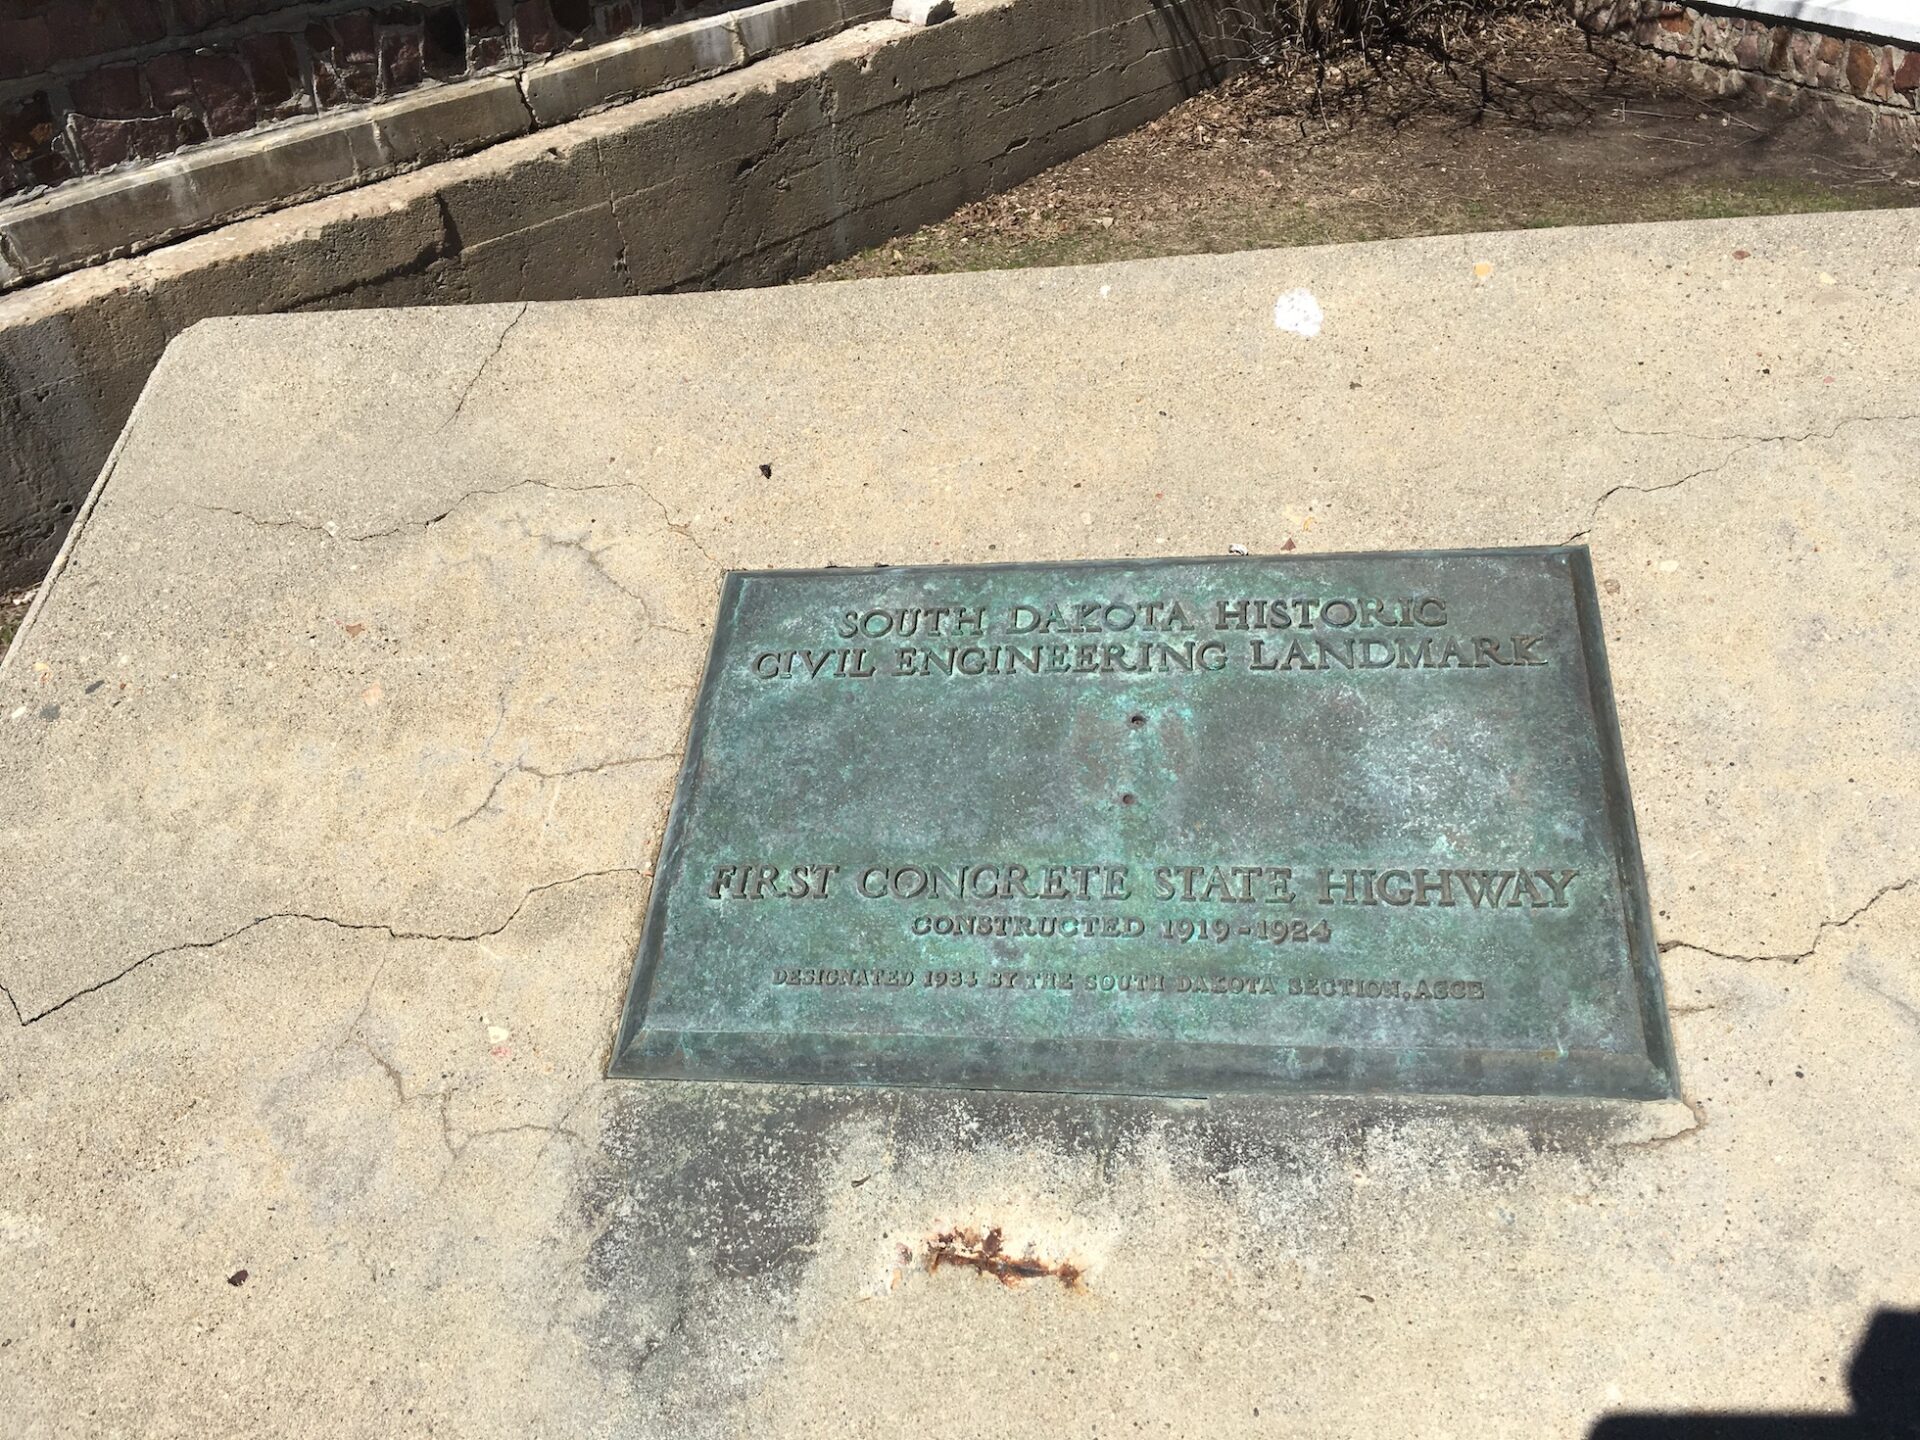 SOUTH DAKOTA HISTORIC
CIVIL ENGINEERING LANDMARK
FIRST CONCRETE STATE HIGHWAY
CONSTRUCTED 1919-1924
DESIGNATED 1984 BY THE SOUTH DAKOTA SECTION, ASCE